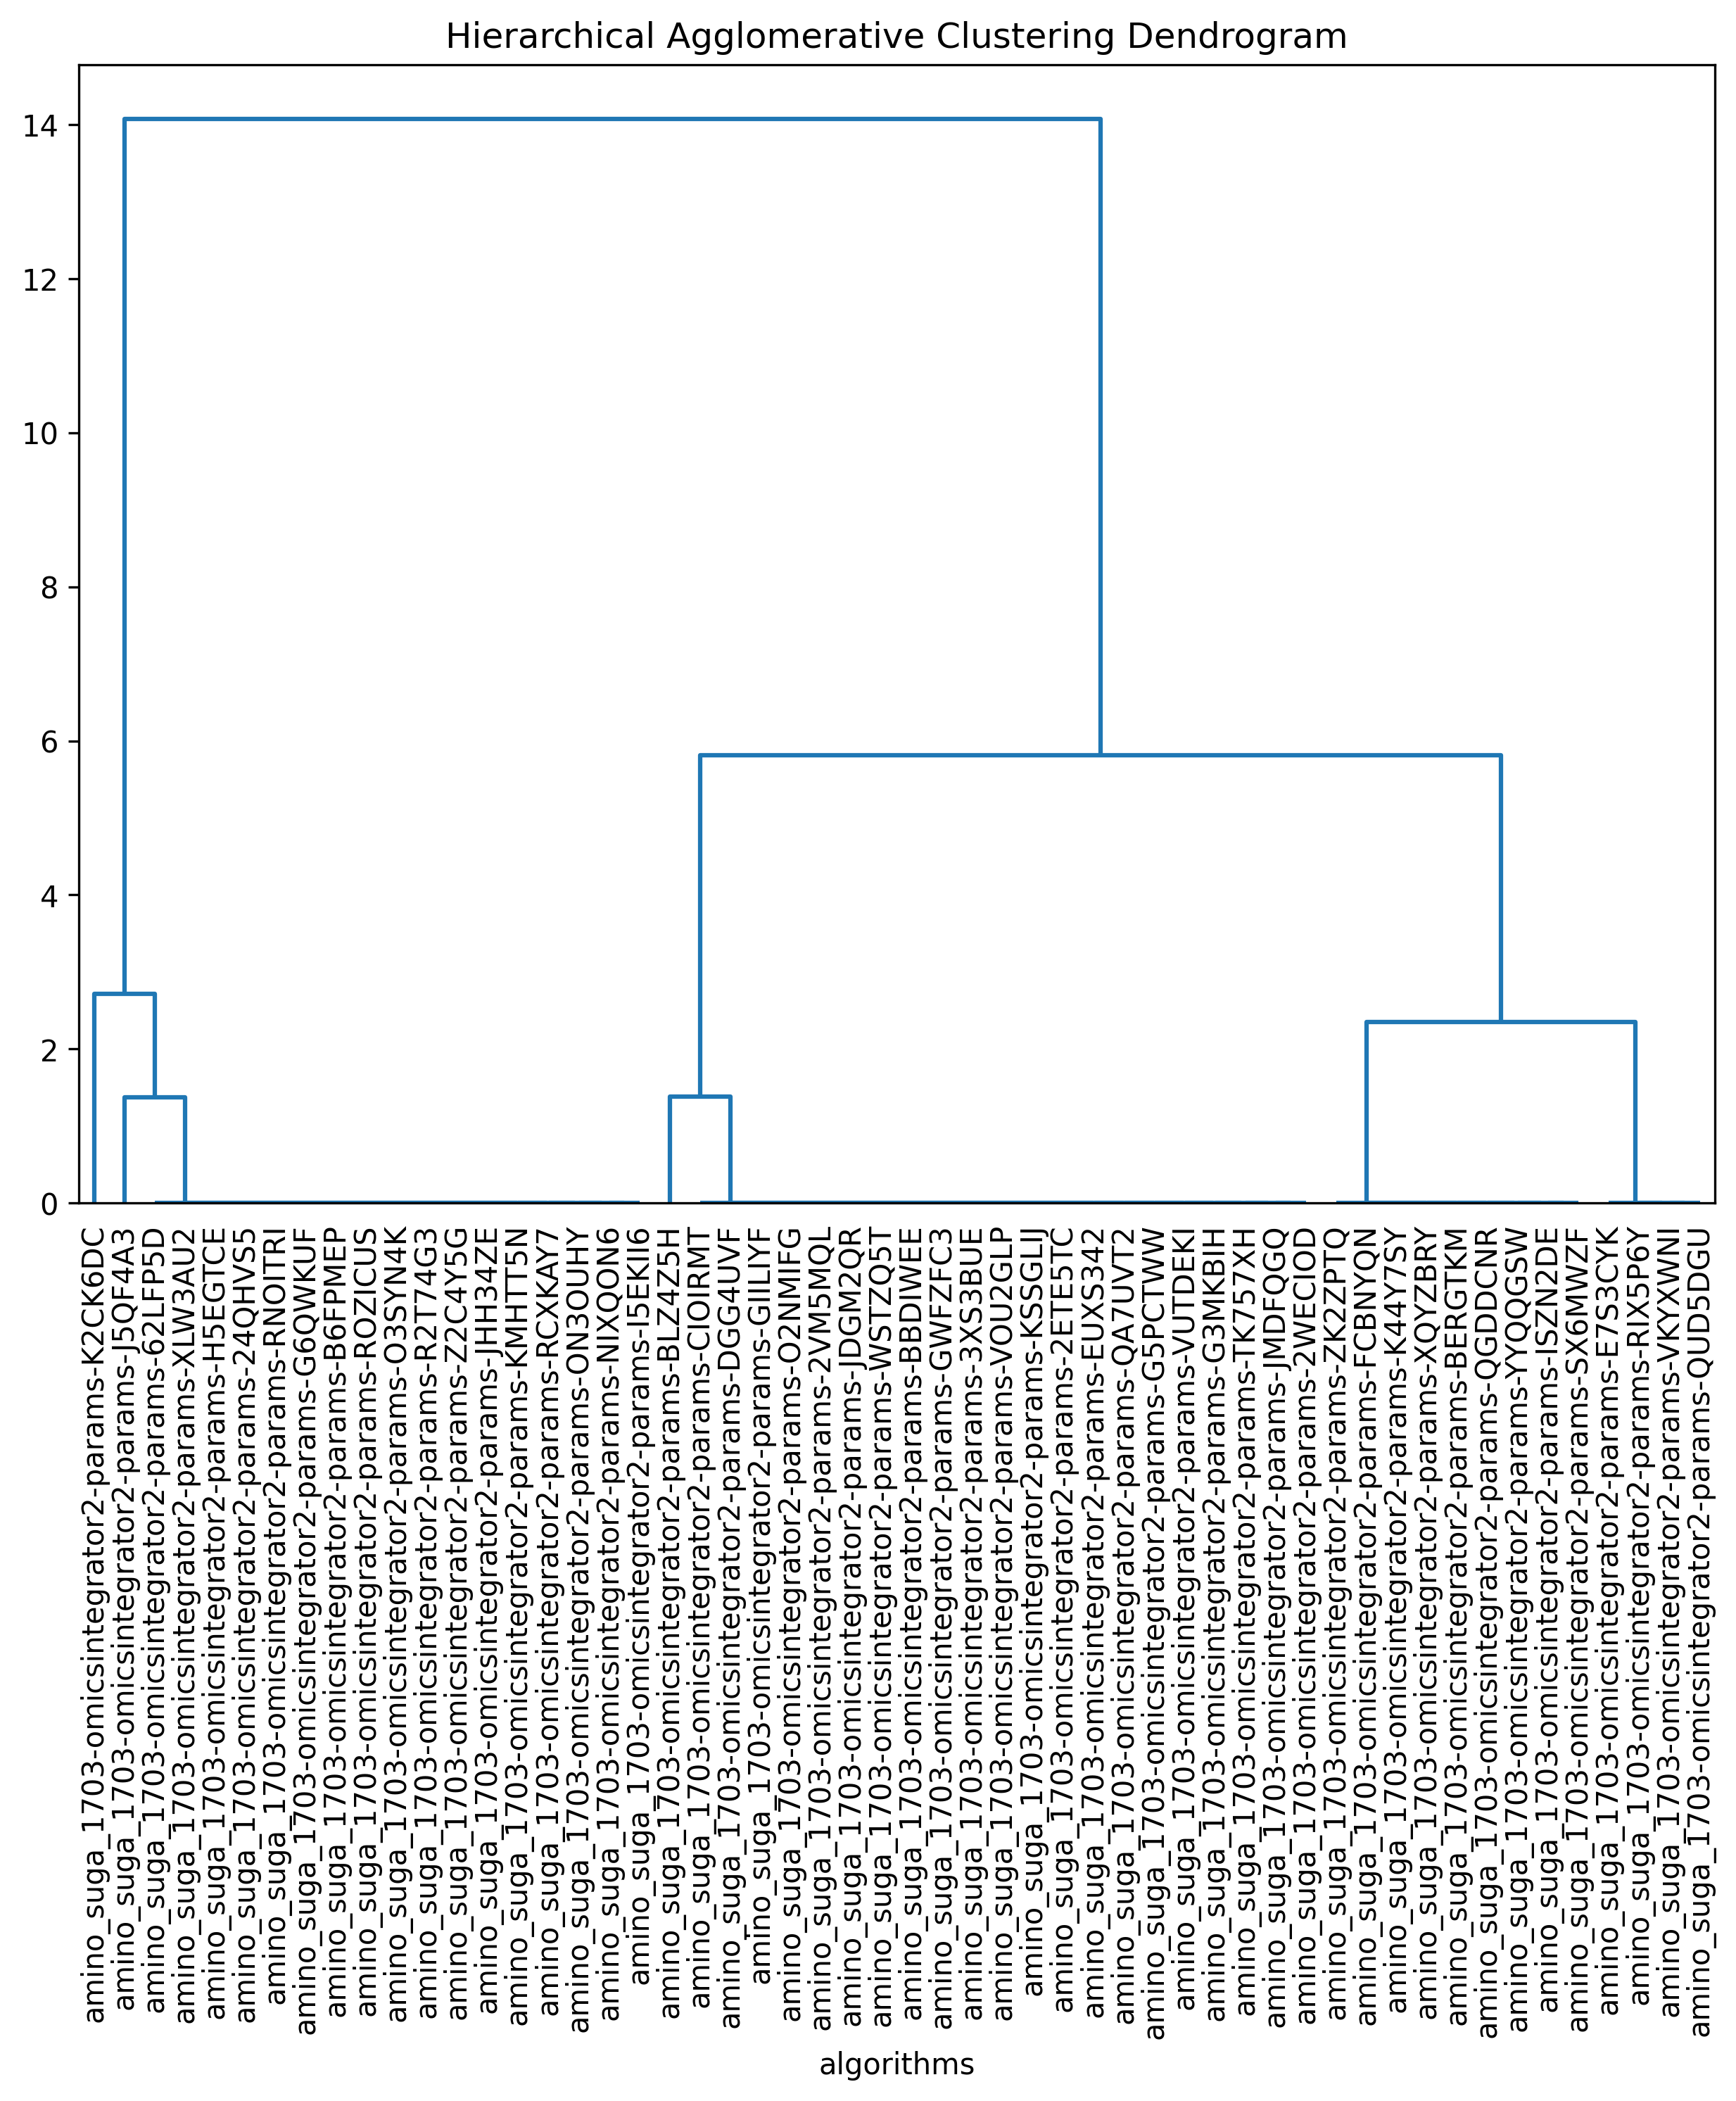 Hierarchical Agglomerative Clustering Dendrogram
14
12
10
8
6
4
2
0
amino_suga_1703-omicsintegrator2-params-K2CK6DC
amino_suga_1703-omicsintegrator2-params-J5QF4A3
amino_suga_1703-omicsintegrator2-params-62LFP5D
amino_suga_1703-omicsintegrator2-params-XLW3AU2
amino_suga_1703-omicsintegrator2-params-H5EGTCE
amino_suga_1703-omicsintegrator2-params-24QHVS5
amino_suga_1703-omicsintegrator2-params-RNOITRI
amino_suga_1703-omicsintegrator2-params-G6QWKUF
amino_suga_1703-omicsintegrator2-params-B6FPMEP
amino_suga_1703-omicsintegrator2-params-ROZICUS
amino_suga_1703-omicsintegrator2-params-O3SYN4K
amino_suga_1703-omicsintegrator2-params-R2T74G3
amino_suga_1703-omicsintegrator2-params-Z2C4Y5G
amino_suga_1703-omicsintegrator2-params-JHH34ZE
amino_suga_1703-omicsintegrator2-params-KMHTT5N
amino_suga_1703-omicsintegrator2-params-RCXKAY7
amino_suga_1703-omicsintegrator2-params-ON3OUHY
amino_suga_1703-omicsintegrator2-params-NIXQON6
amino_suga_1703-omicsintegrator2-params-I5EKII6
amino_suga_1703-omicsintegrator2-params-BLZ4Z5H
amino_suga_1703-omicsintegrator2-params-CIOIRMT
amino_suga_1703-omicsintegrator2-params-DGG4UVF
amino_suga_1703-omicsintegrator2-params-GIILIYF
amino_suga_1703-omicsintegrator2-params-O2NMIFG
amino_suga_1703-omicsintegrator2-params-2VM5MQL
amino_suga_1703-omicsintegrator2-params-JDGM2QR
amino_suga_1703-omicsintegrator2-params-WSTZQ5T
amino_suga_1703-omicsintegrator2-params-BBDIWEE
amino_suga_1703-omicsintegrator2-params-GWFZFC3
amino_suga_1703-omicsintegrator2-params-3XS3BUE
amino_suga_1703-omicsintegrator2-params-VOU2GLP
amino_suga_1703-omicsintegrator2-params-KSSGLIJ
amino_suga_1703-omicsintegrator2-params-2ETE5TC
amino_suga_1703-omicsintegrator2-params-EUXS342
amino_suga_1703-omicsintegrator2-params-QA7UVT2
amino_suga_1703-omicsintegrator2-params-G5PCTWW
amino_suga_1703-omicsintegrator2-params-VUTDEKI
amino_suga_1703-omicsintegrator2-params-G3MKBIH
amino_suga_1703-omicsintegrator2-params-TK757XH
amino_suga_1703-omicsintegrator2-params-JMDFQGQ
amino_suga_1703-omicsintegrator2-params-2WECIOD
amino_suga_1703-omicsintegrator2-params-ZK2ZPTQ
amino_suga_1703-omicsintegrator2-params-FCBNYQN
amino_suga_1703-omicsintegrator2-params-K44Y7SY
amino_suga_1703-omicsintegrator2-params-XQYZBRY
amino_suga_1703-omicsintegrator2-params-BERGTKM
amino_suga_1703-omicsintegrator2-params-QGDDCNR
amino_suga_1703-omicsintegrator2-params-YYQQGSW
amino_suga_1703-omicsintegrator2-params-ISZN2DE
amino_suga_1703-omicsintegrator2-params-SX6MWZF
amino_suga_1703-omicsintegrator2-params-E7S3CYK
amino_suga_1703-omicsintegrator2-params-RIX5P6Y
amino_suga_1703-omicsintegrator2-params-VKYXWNI
amino_suga_1703-omicsintegrator2-params-QUD5DGU
algorithms